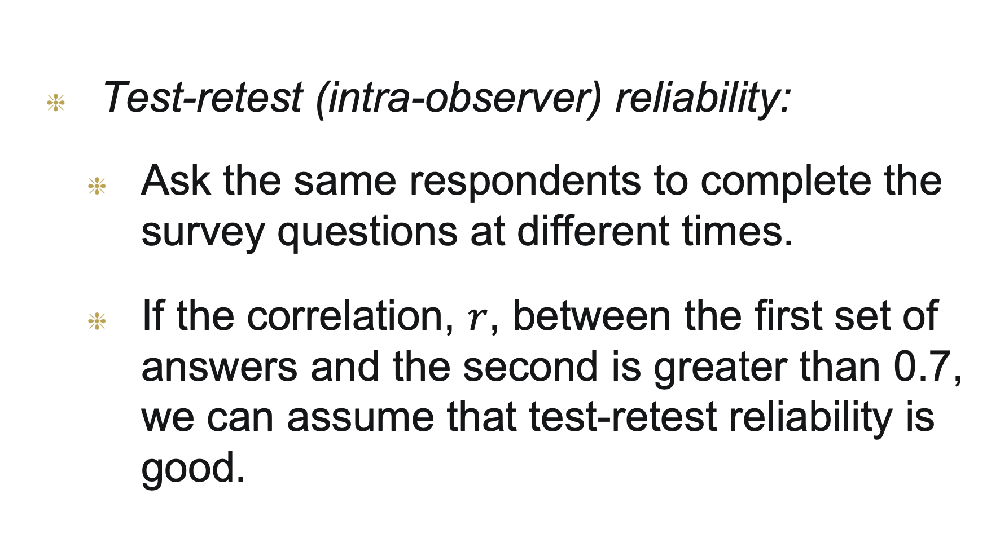 Test-retest (intra-observer) reliability:
Ask the same respondents to complete the
survey questions at different times.
If the correlation, r, between the first set of
answers and the second is greater than 0.7,
we can assume that test-retest reliability is
good.